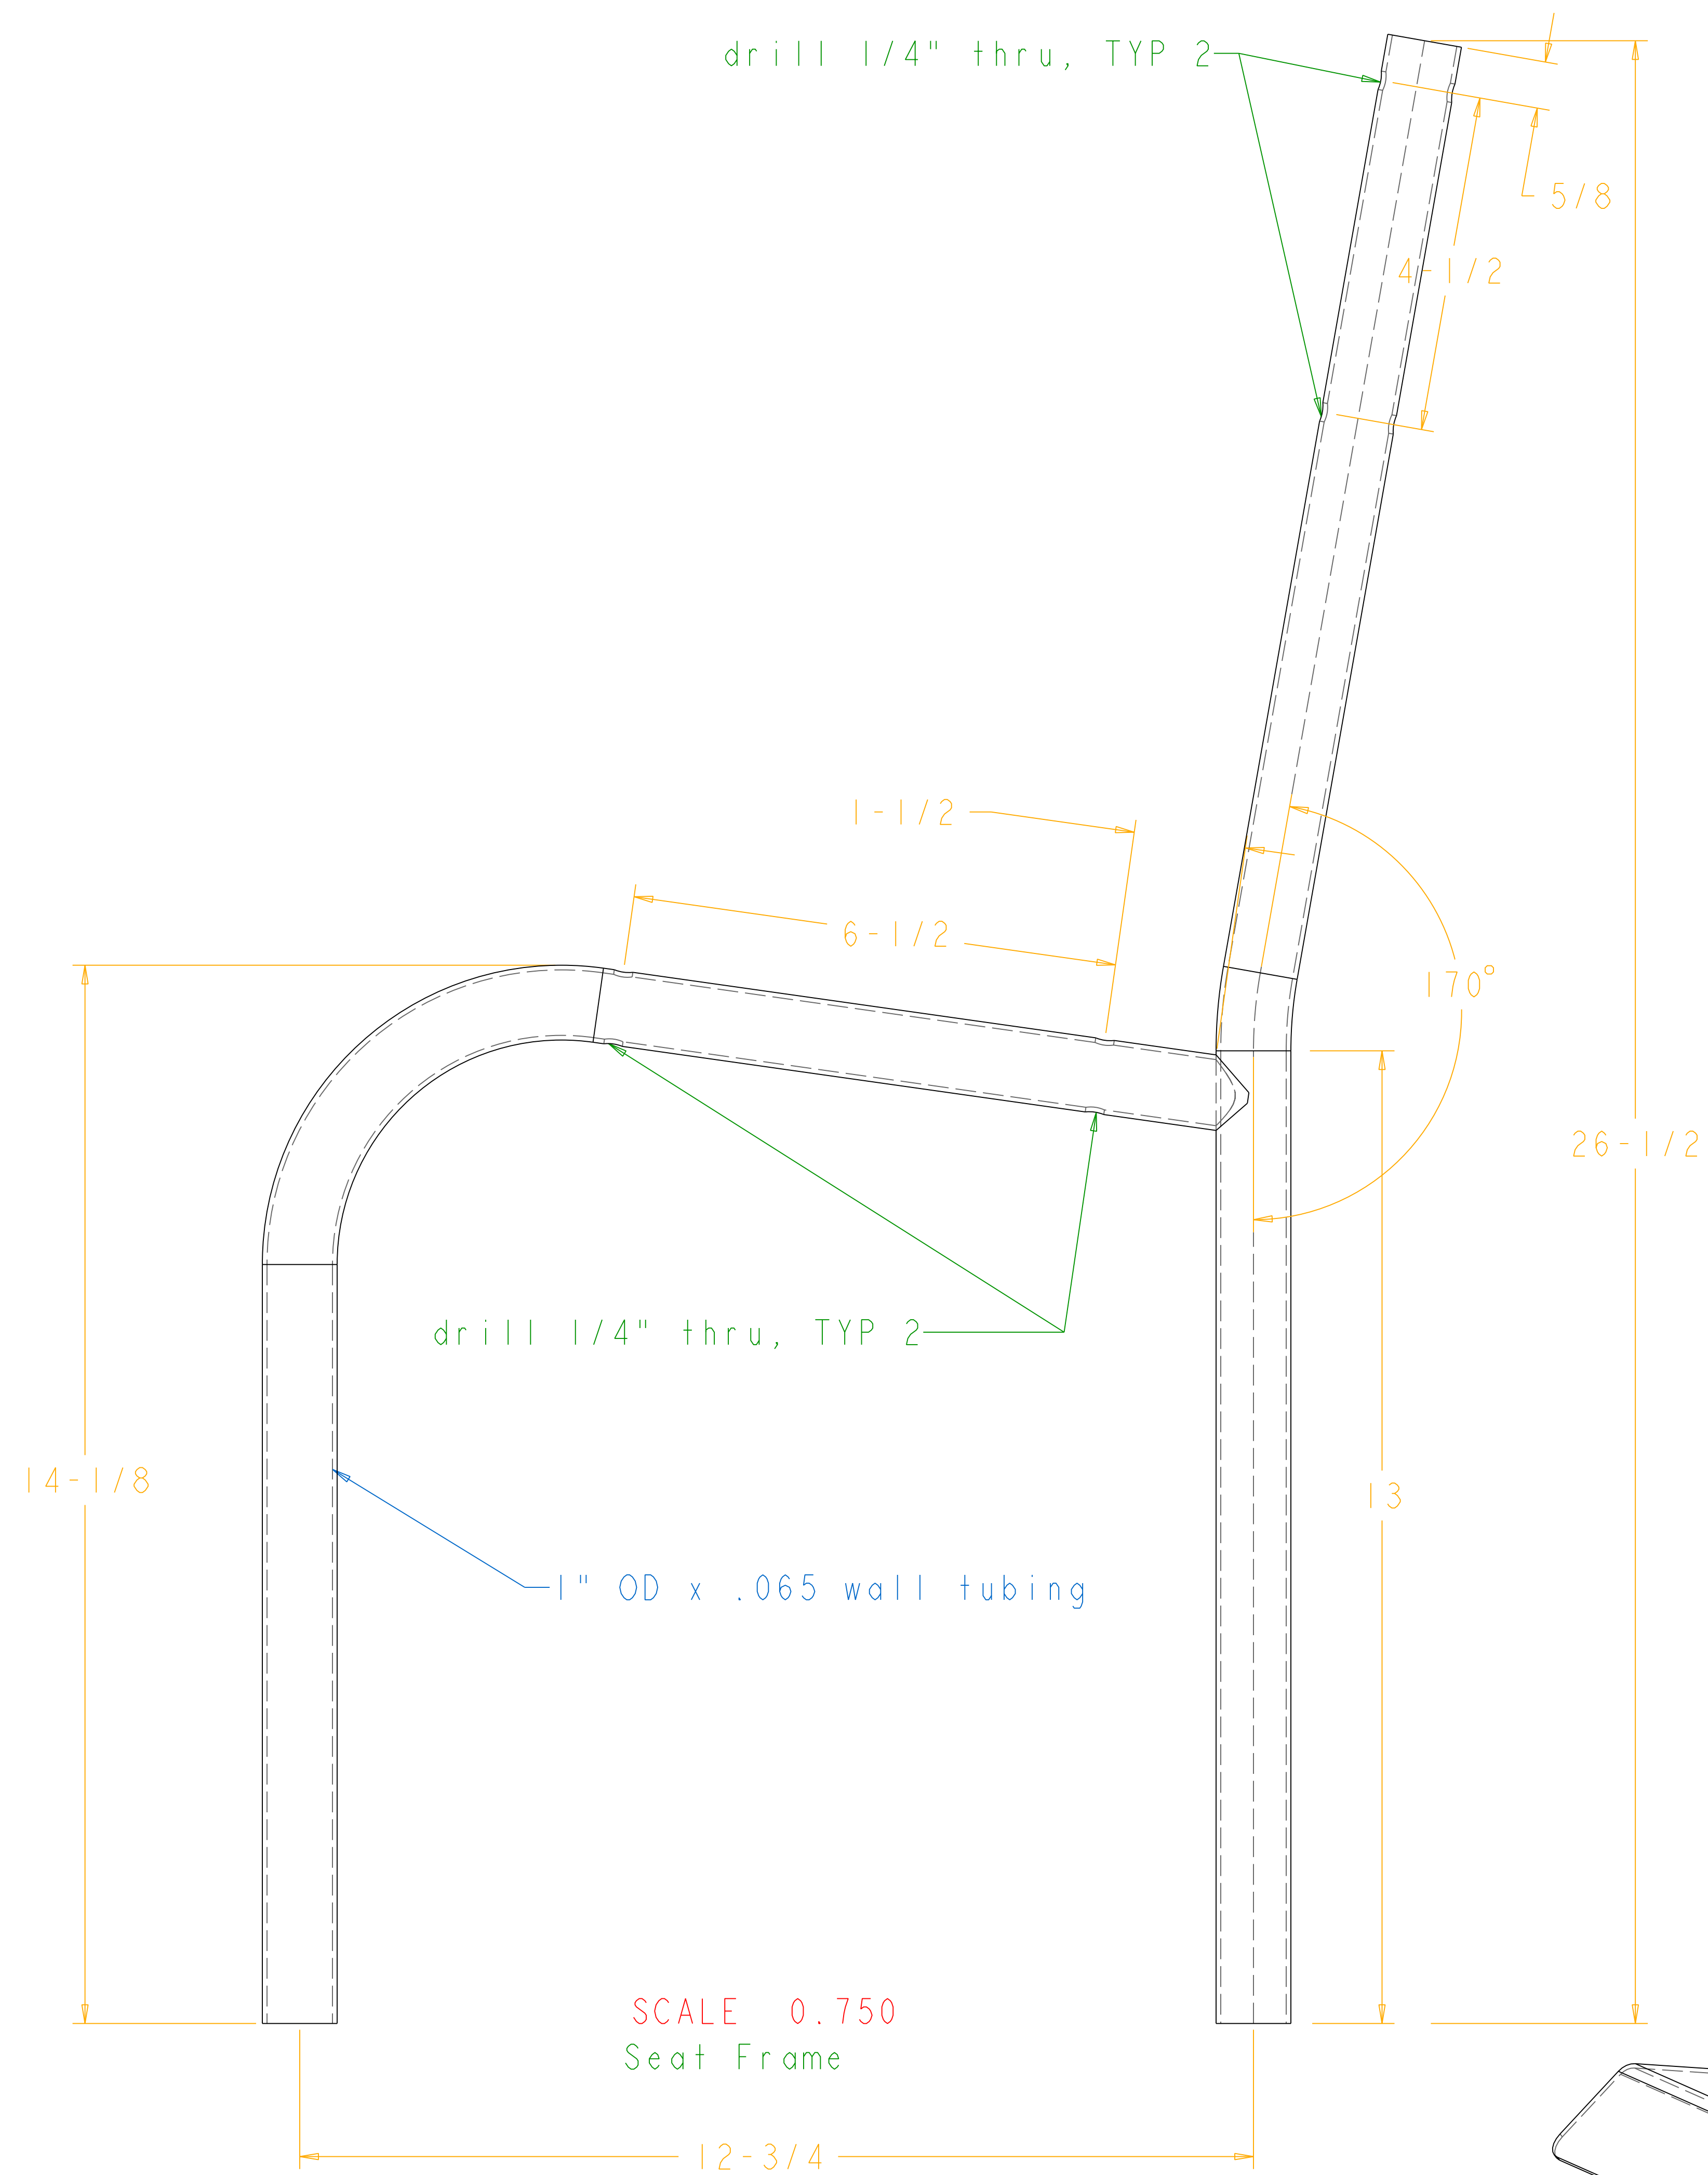 drill 1/4" thru, TYP 2
5/8
4-1/2
1-1/2
6-1/2
170°
26-1/2
drill 1/4" thru, TYP 2
14-1/8
13
1" OD x .065 wall tubing
SCALE 0.750
Seat Frame
12-3/4